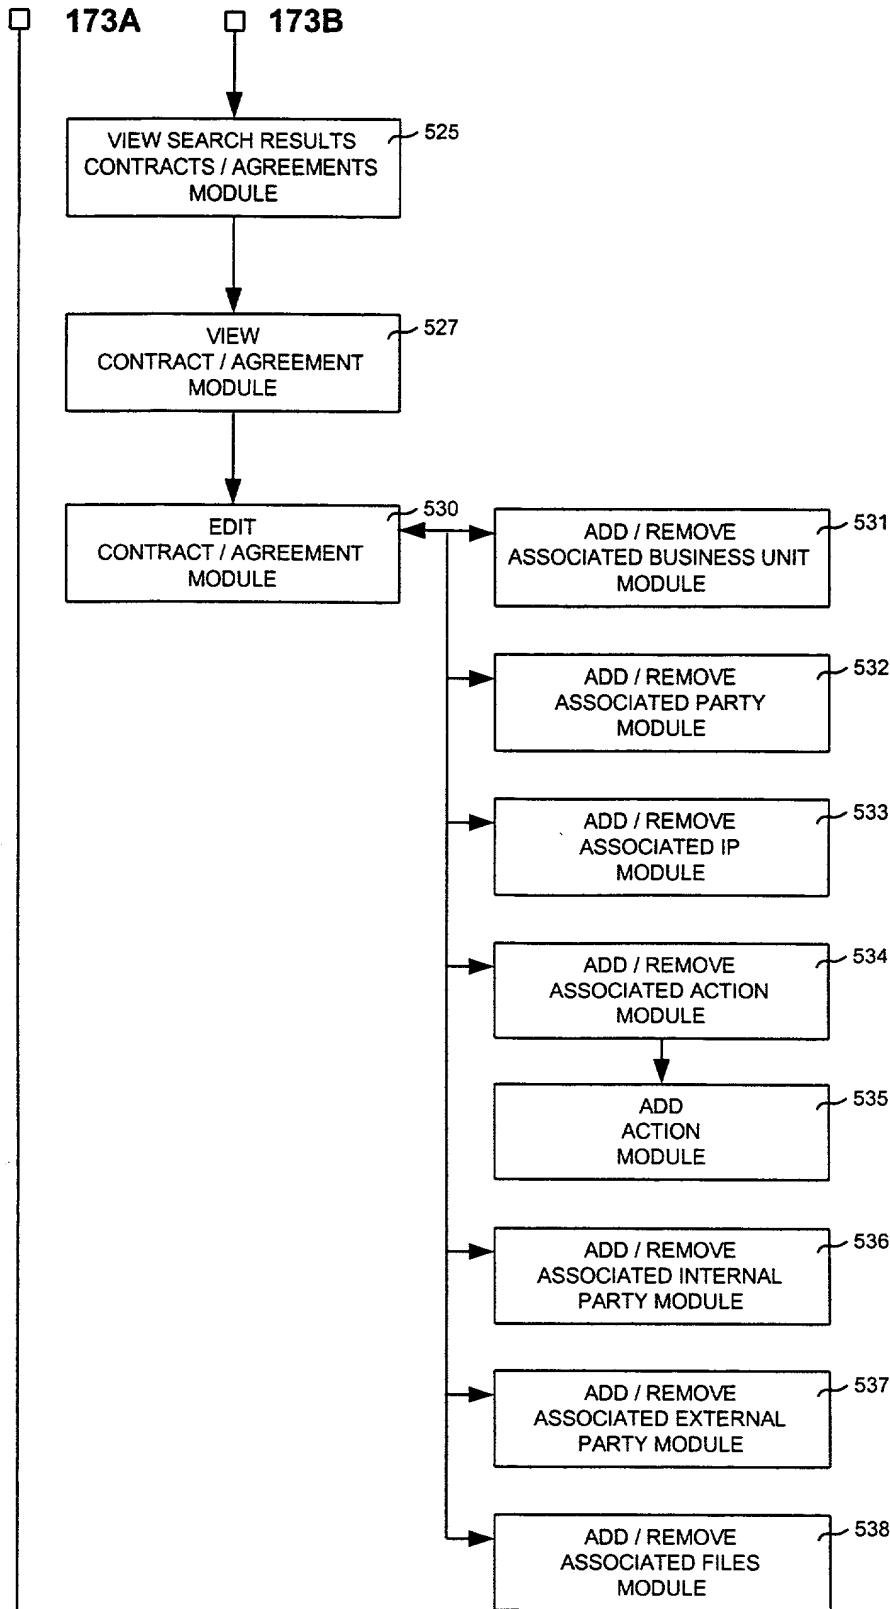 173A 173B
VIEW SEARCH RESULTS
CONTRACTS / AGREEMENTS
MODULE
525
VIEW
CONTRACT / AGREEMENT
MODULE
527
EDIT
CONTRACT / AGREEMENT
MODULE
530
ADD / REMOVE
ASSOCIATED BUSINESS UNIT
MODULE
531
ADD / REMOVE
ASSOCIATED PARTY
MODULE
532
ADD / REMOVE
ASSOCIATED IP
MODULE
533
ADD / REMOVE
ASSOCIATED ACTION
MODULE
534
ADD
ACTION
MODULE
535
ADD / REMOVE
ASSOCIATED INTERNAL
PARTY MODULE
536
ADD / REMOVE
ASSOCIATED EXTERNAL
PARTY MODULE
537
ADD / REMOVE
ASSOCIATED FILES
MODULE
538